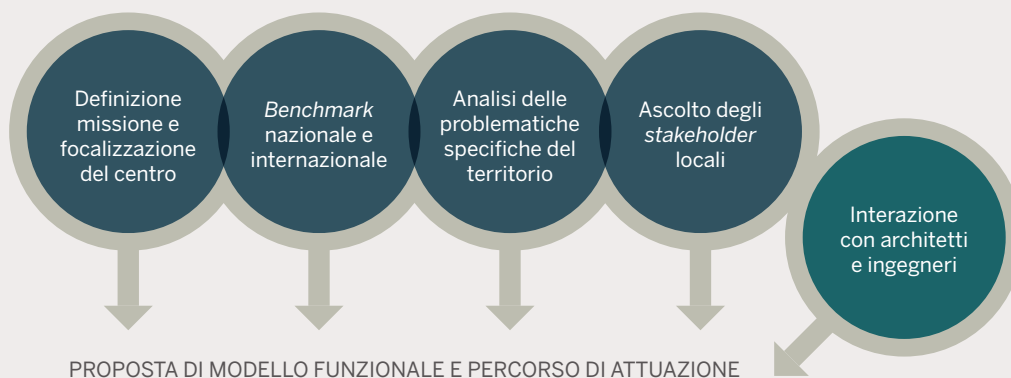 Definizione
missione e
focalizzazione
del centro
Benchmark
nazionale e
internazionale
Analisi delle
problematiche
specifiche del
territorio
Ascolto degli
stakeholder
locali
Interazione
con architetti
e ingegneri
PROPOSTA DI MODELLO FUNZIONALE E PERCORSO DI ATTUAZIONE